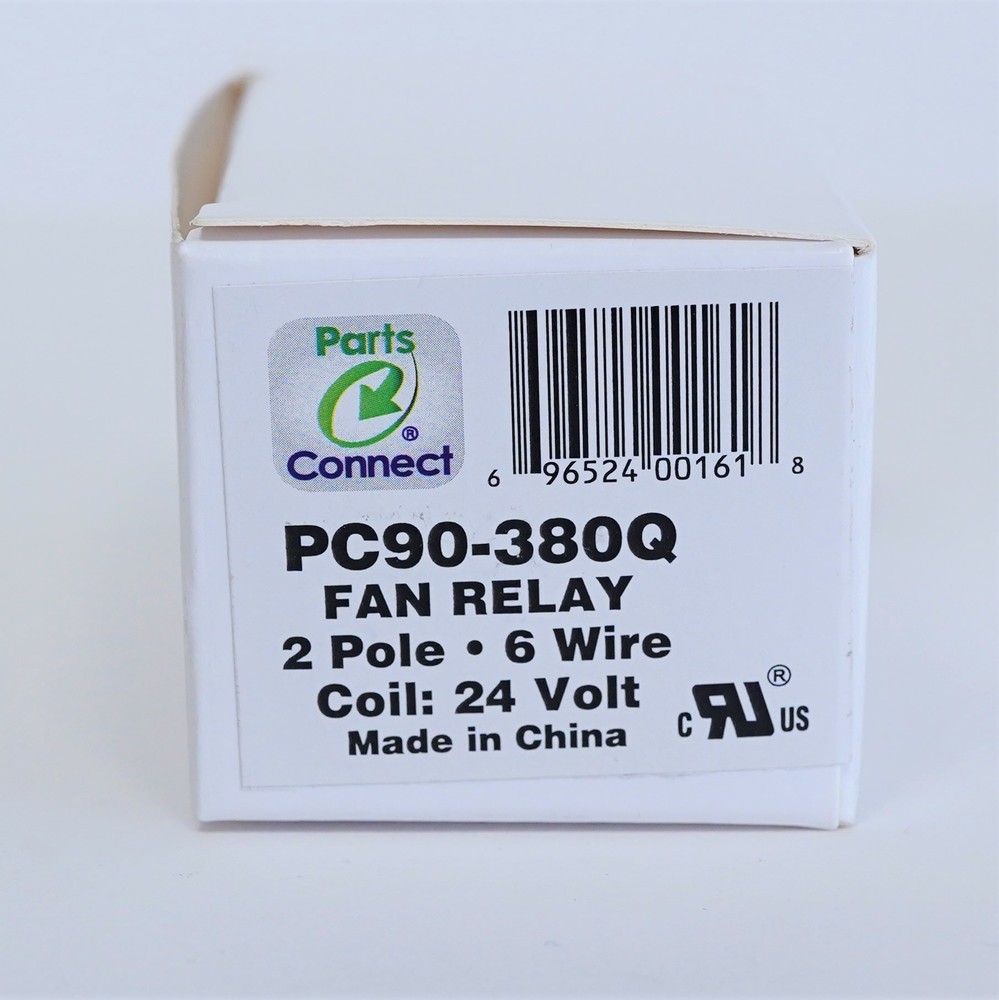 Parts
®
Connect
6 96524 00161 8
PC90-380Q
FAN RELAY
2 Pole • 6 Wire
Coil: 24 Volt
Made in China
C RU® US